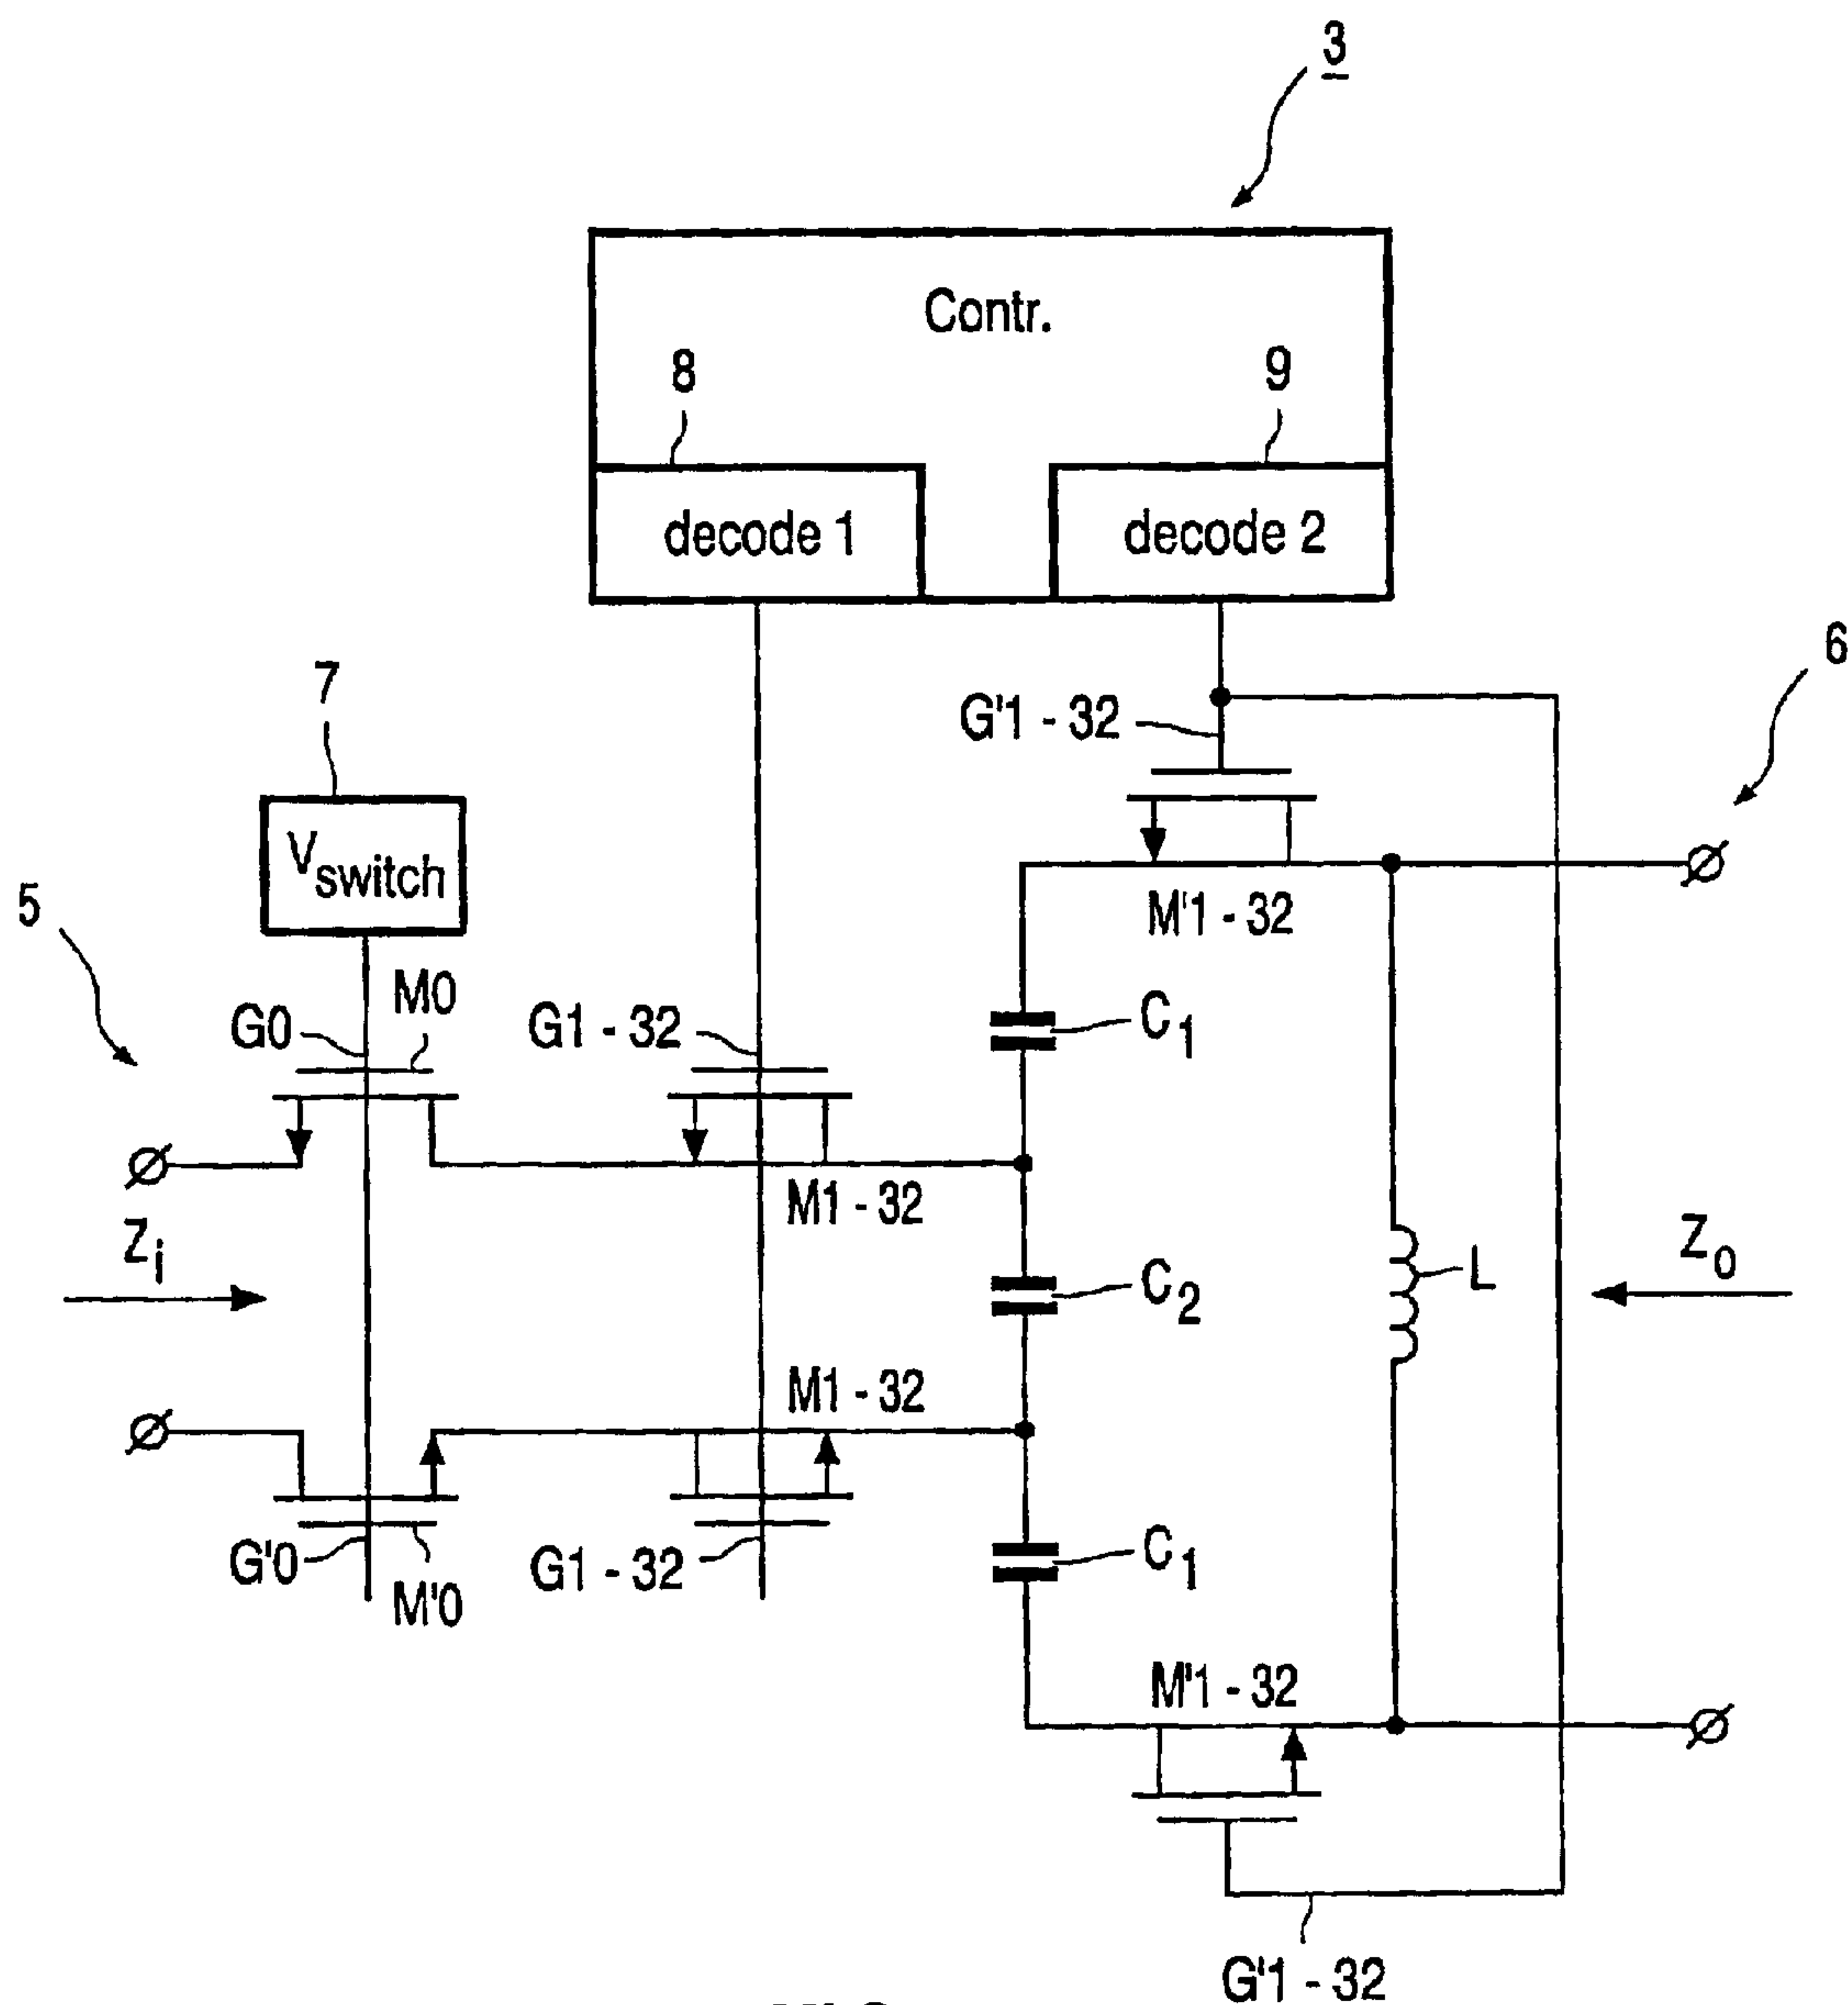 3
Contr.
8
9
decode 1
decode 2
7
6
G'1 - 32
Vswitch
5
M'1 - 32
M0
G0
G1 - 32
C1
M1 - 32
Zi
C2
L
Zo
M1 - 32
G'0
M'0
G1 - 32
C1
M'1 - 32
G'1 - 32